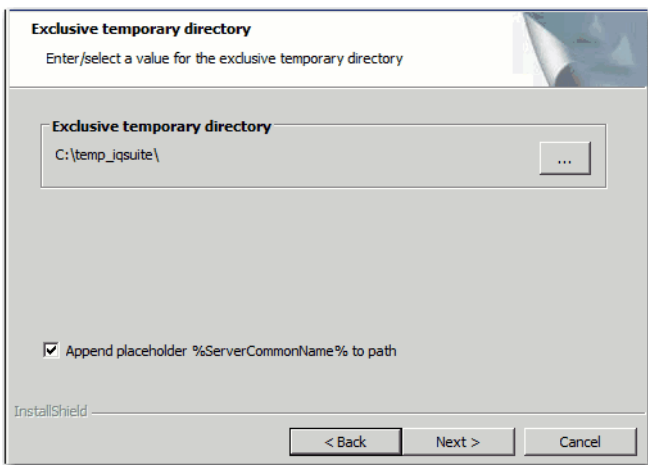 Exclusive temporary directory
Enter/select a value for the exclusive temporary directory
Exclusive temporary directory
C:\temp_iqsuite\
...
Append placeholder %ServerCommonName% to path
InstallShield
< Back
Next >
Cancel